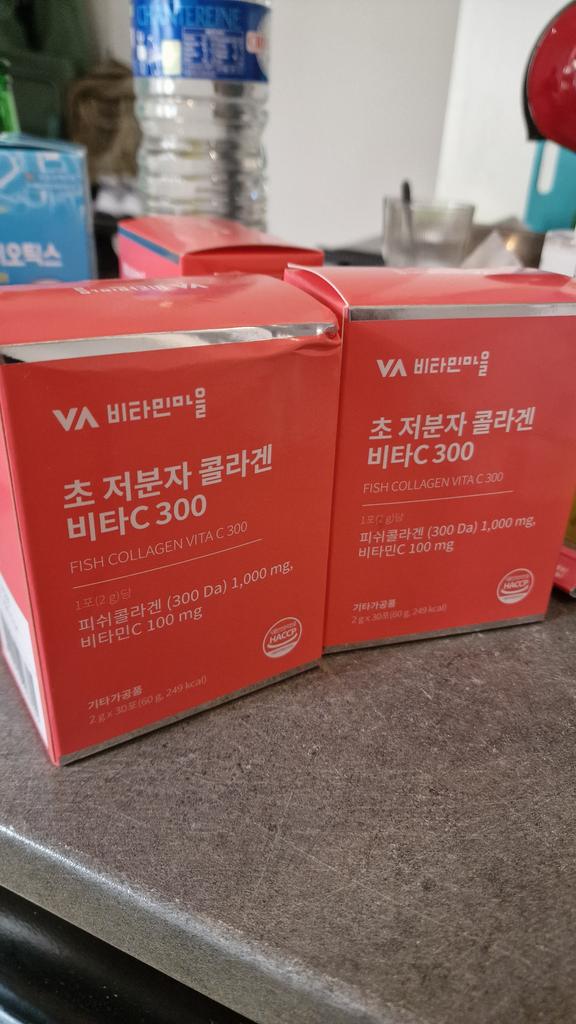 CHANTEREINE
VA 비타민마을
초 저분자 콜라겐
비타C 300
FISH COLLAGEN VITA C 300
1포(2 g)당
피쉬콜라겐 (300 Da) 1,000 mg,
비타민C 100 mg
HACCP
기타가공품
2 g x 30포(60 g, 249 kcal)
VA 비타민마을
초 저분자 콜라겐
비타C 300
FISH COLLAGEN VITA C 300
1포(2 g)당
피쉬콜라겐 (300 Da) 1,000 mg,
비타민C 100 mg
HACCP
기타가공품
2 g x 30포(60 g, 249 kcal)